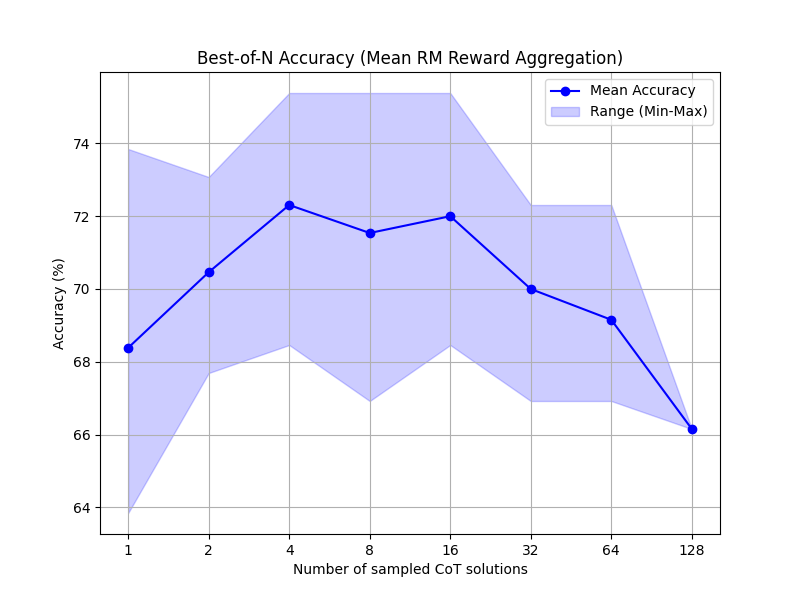 Best-of-N Accuracy (Mean RM Reward Aggregation)
Mean Accuracy
Range (Min-Max)
Accuracy (%)
74
72
70
68
66
64
1 2 4 8 16 32 64 128
Number of sampled CoT solutions